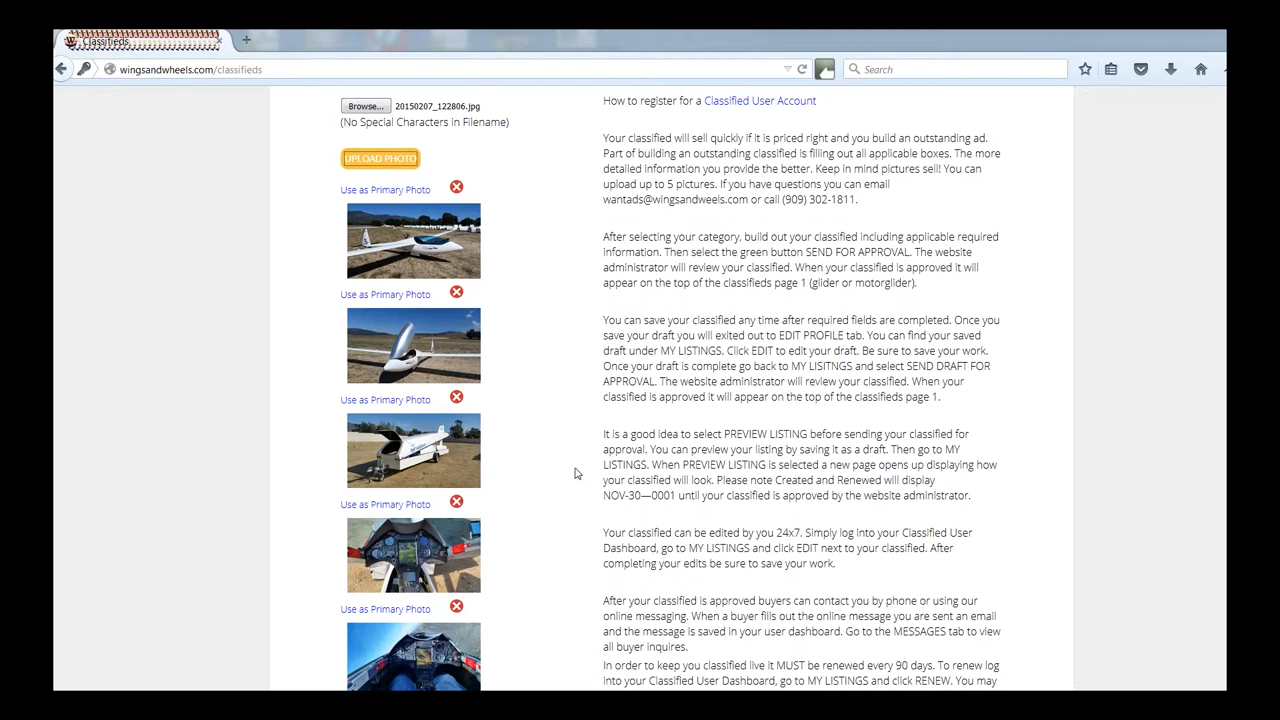 Classifieds
wingsandwheels.com/classifieds
Search
Browse... 20150207_122806.jpg
(No Special Characters in Filename)
UPLOAD PHOTO
Use as Primary Photo
Use as Primary Photo
Use as Primary Photo
Use as Primary Photo
Use as Primary Photo
How to register for a Classified User Account
Your classified will sell quickly if it is priced right and you build an outstanding ad.
Part of building an outstanding classified is filling out all applicable boxes. The more
detailed information you provide the better. Keep in mind pictures sell! You can
upload up to 5 pictures. If you have questions you can email
wantads@wingsandweels.com or call (909) 302-1811.
After selecting your category, build out your classified including applicable required
information. Then select the green button SEND FOR APPROVAL. The website
administrator will review your classified. When your classified is approved it will
appear on the top of the classifieds page 1 (glider or motorglider).
You can save your classified any time after required fields are completed. Once you
save your draft you will exited out to EDIT PROFILE tab. You can find your saved
draft under MY LISTINGS. Click EDIT to edit your draft. Be sure to save your work.
Once your draft is complete go back to MY LISITNGS and select SEND DRAFT FOR
APPROVAL. The website administrator will review your classified. When your
classified is approved it will appear on the top of the classifieds page 1.
It is a good idea to select PREVIEW LISTING before sending your classified for
approval. You can preview your listing by saving it as a draft. Then go to MY
LISTINGS. When PREVIEW LISTING is selected a new page opens up displaying how
your classified will look. Please note Created and Renewed will display
NOV-30—0001 until your classified is approved by the website administrator.
Your classified can be edited by you 24x7. Simply log into your Classified User
Dashboard, go to MY LISTINGS and click EDIT next to your classified. After
completing your edits be sure to save your work.
After your classified is approved buyers can contact you by phone or using our
online messaging. When a buyer fills out the online message you are sent an email
and the message is saved in your user dashboard. Go to the MESSAGES tab to view
all buyer inquires.
In order to keep you classified live it MUST be renewed every 90 days. To renew log
into your Classified User Dashboard, go to MY LISTINGS and click RENEW. You may